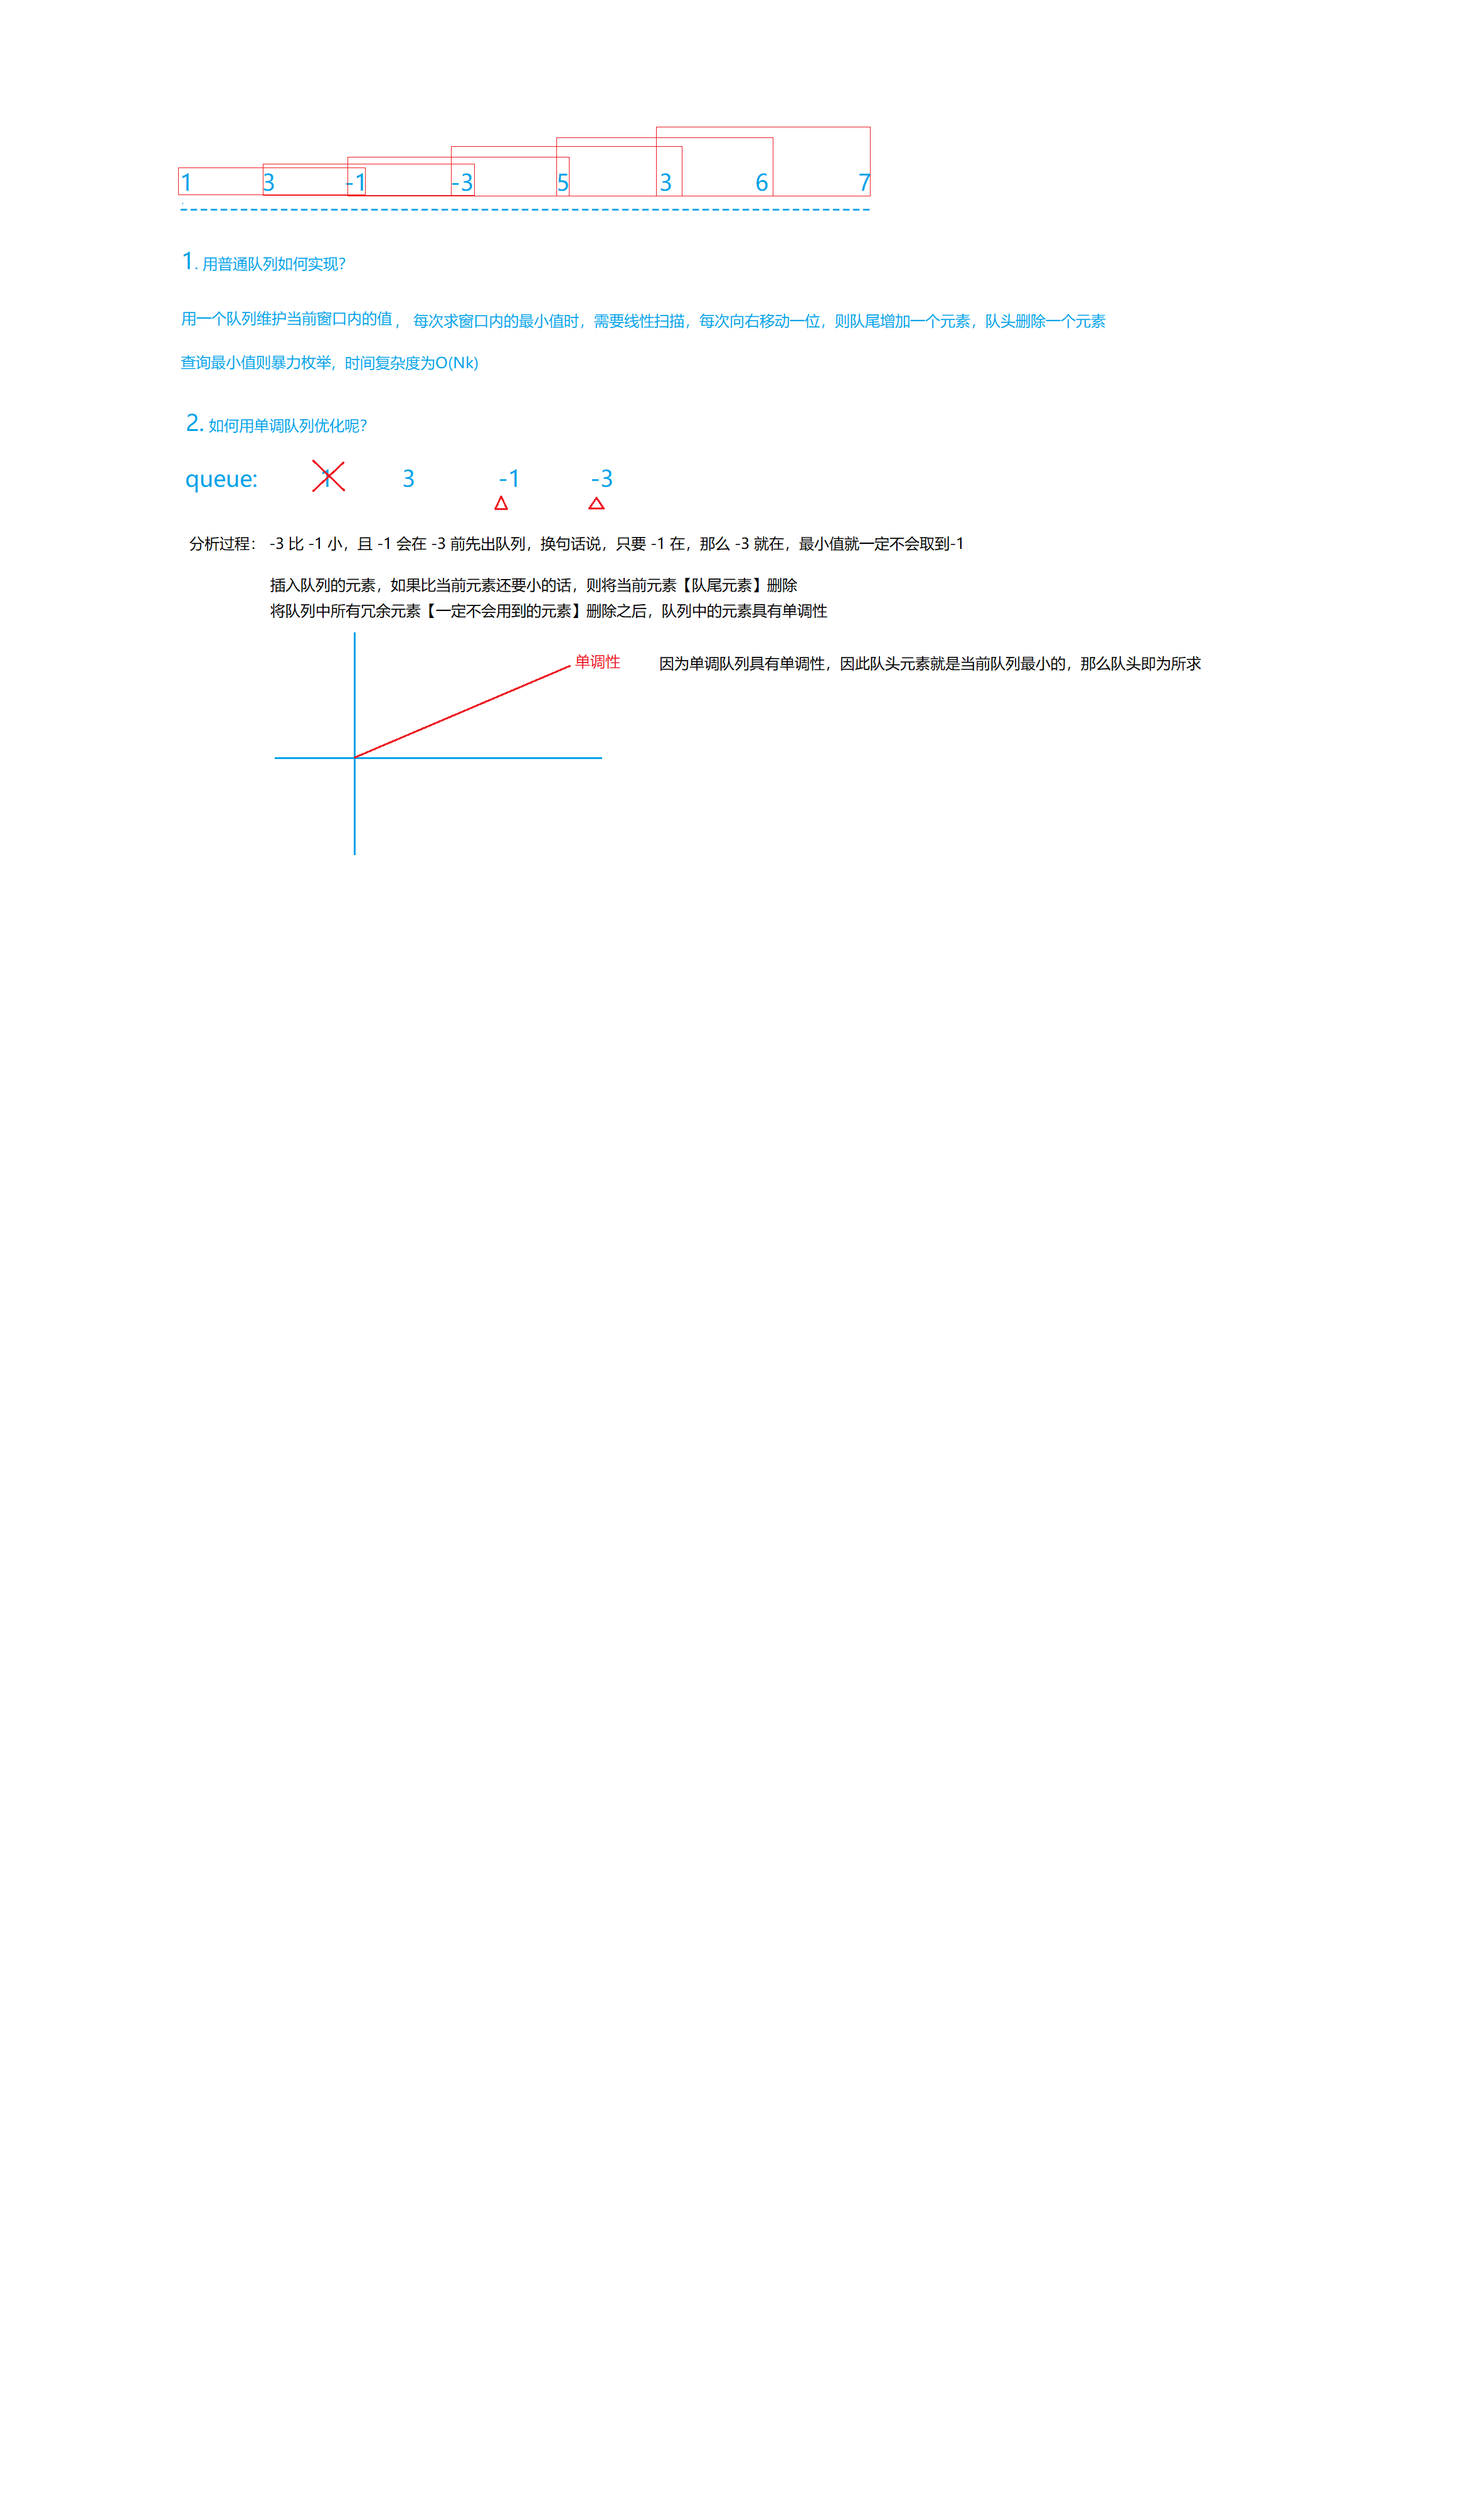 1 3 -1 -3 5 3 6 7
1. 用普通队列如何实现？
用一个队列维护当前窗口内的值， 每次求窗口内的最小值时，需要线性扫描，每次向右移动一位，则队尾增加一个元素，队头删除一个元素
查询最小值则暴力枚举，时间复杂度为O(Nk)
2. 如何用单调队列优化呢？
queue: 1 3 -1 -3
分析过程： -3 比 -1 小，且 -1 会在 -3 前先出队列，换句话说，只要 -1 在，那么 -3 就在，最小值就一定不会取到-1
插入队列的元素，如果比当前元素还要小的话，则将当前元素【队尾元素】删除
将队列中所有冗余元素【一定不会用到的元素】删除之后，队列中的元素具有单调性
单调性 因为单调队列具有单调性，因此队头元素就是当前队列最小的，那么队头即为所求